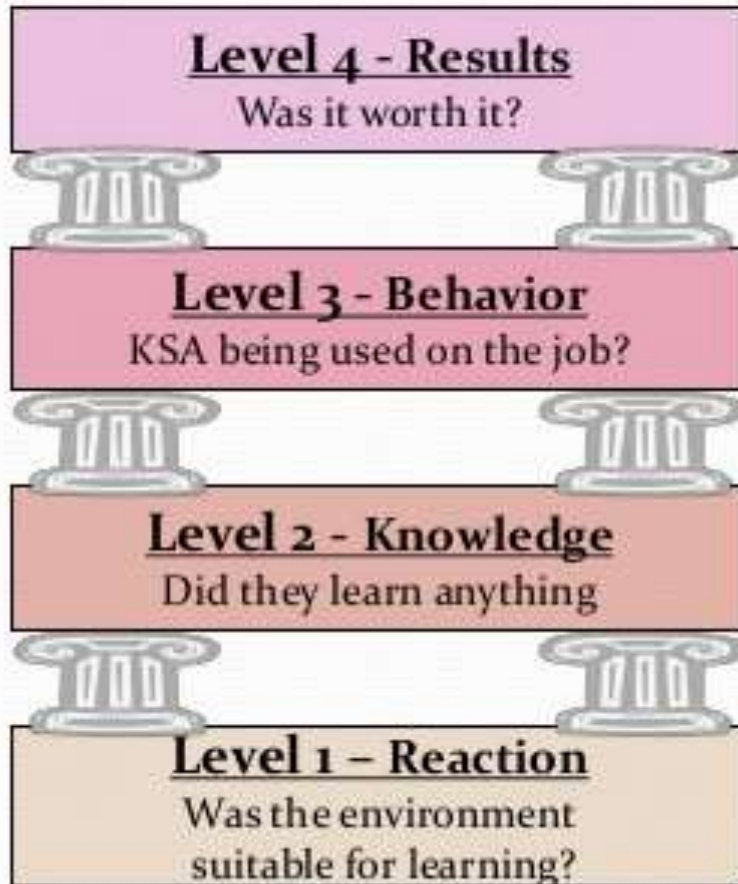 Level 4 - Results
Was it worth it?
Level 3 - Behavior
KSA being used on the job?
Level 2 - Knowledge
Did they learn anything
Level 1 – Reaction
Was the environment
suitable for learning?